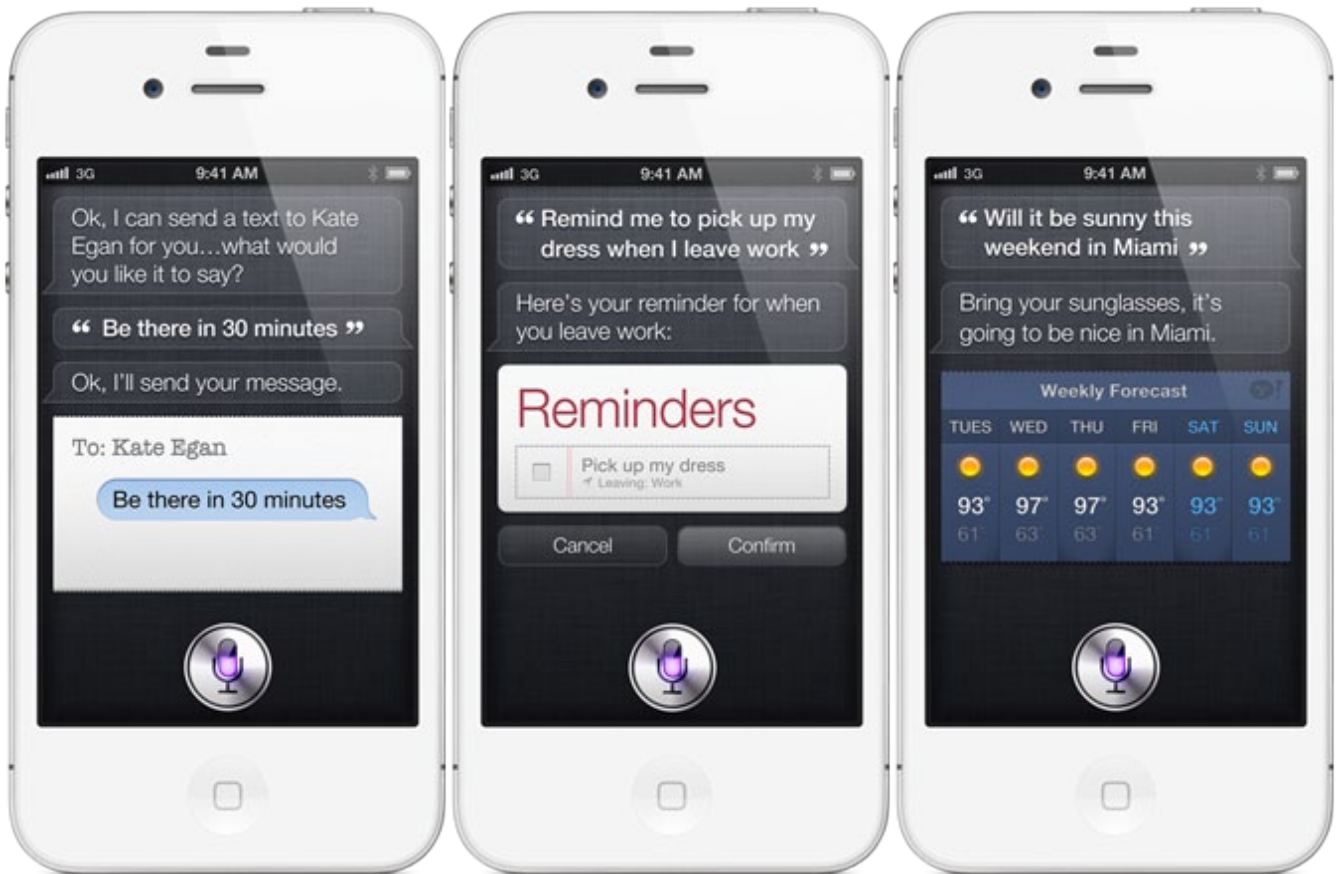 3G 9:41 AM
Ok, I can send a text to Kate
Egan for you...what would
you like it to say?
“ Be there in 30 minutes ”
Ok, I'll send your message.
To: Kate Egan
Be there in 30 minutes
3G 9:41 AM
“ Remind me to pick up my
dress when I leave work ”
Here's your reminder for when
you leave work:
Reminders
Pick up my dress
Leaving: Work
Cancel Confirm
3G 9:41 AM
“ Will it be sunny this
weekend in Miami ”
Bring your sunglasses, it's
going to be nice in Miami.
Weekly Forecast Y!
TUES WED THU FRI SAT SUN
93° 97° 97° 93° 93° 93°
61° 63° 63° 61° 61° 61°